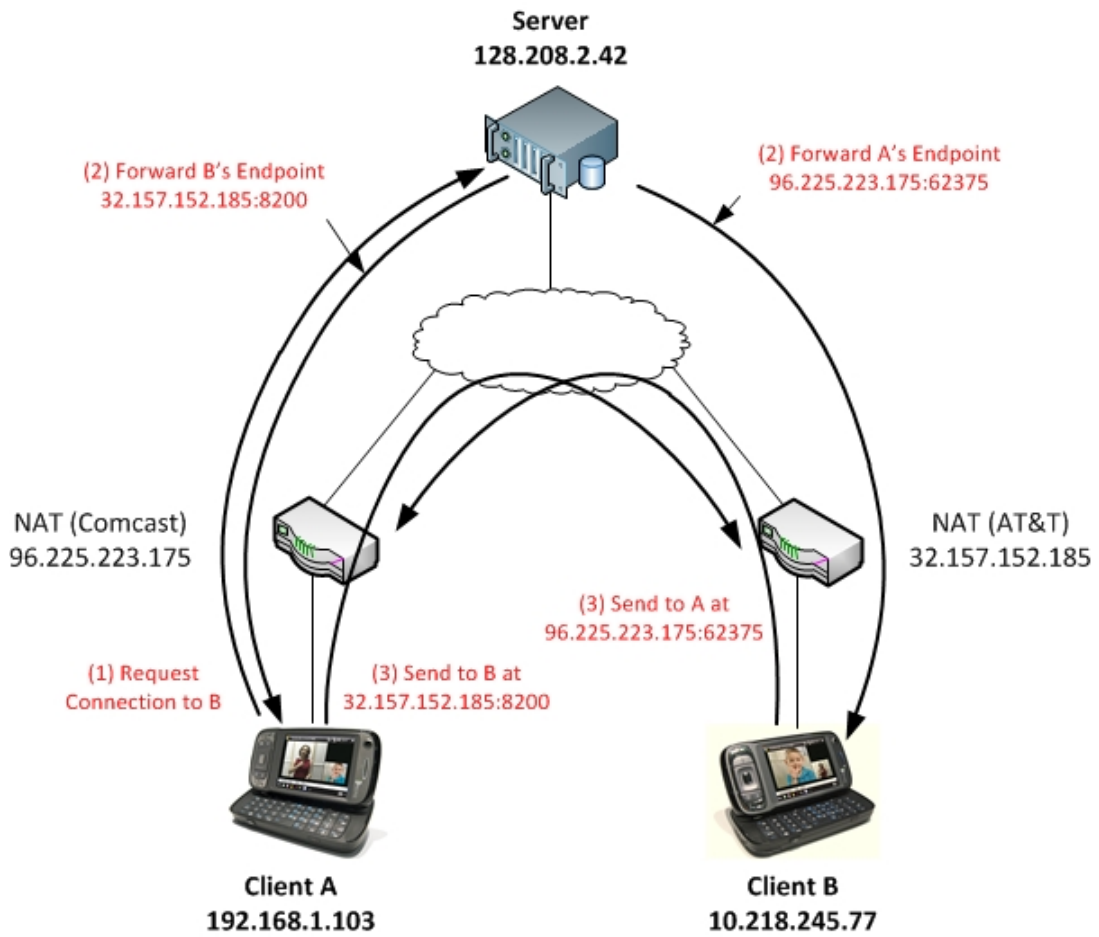 Server
128.208.2.42
(2) Forward B's Endpoint
32.157.152.185:8200
(2) Forward A's Endpoint
96.225.223.175:62375
NAT (Comcast)
96.225.223.175
NAT (AT&T)
32.157.152.185
(3) Send to A at
96.225.223.175:62375
(1) Request
Connection to B
(3) Send to B at
32.157.152.185:8200
Client A
192.168.1.103
Client B
10.218.245.77